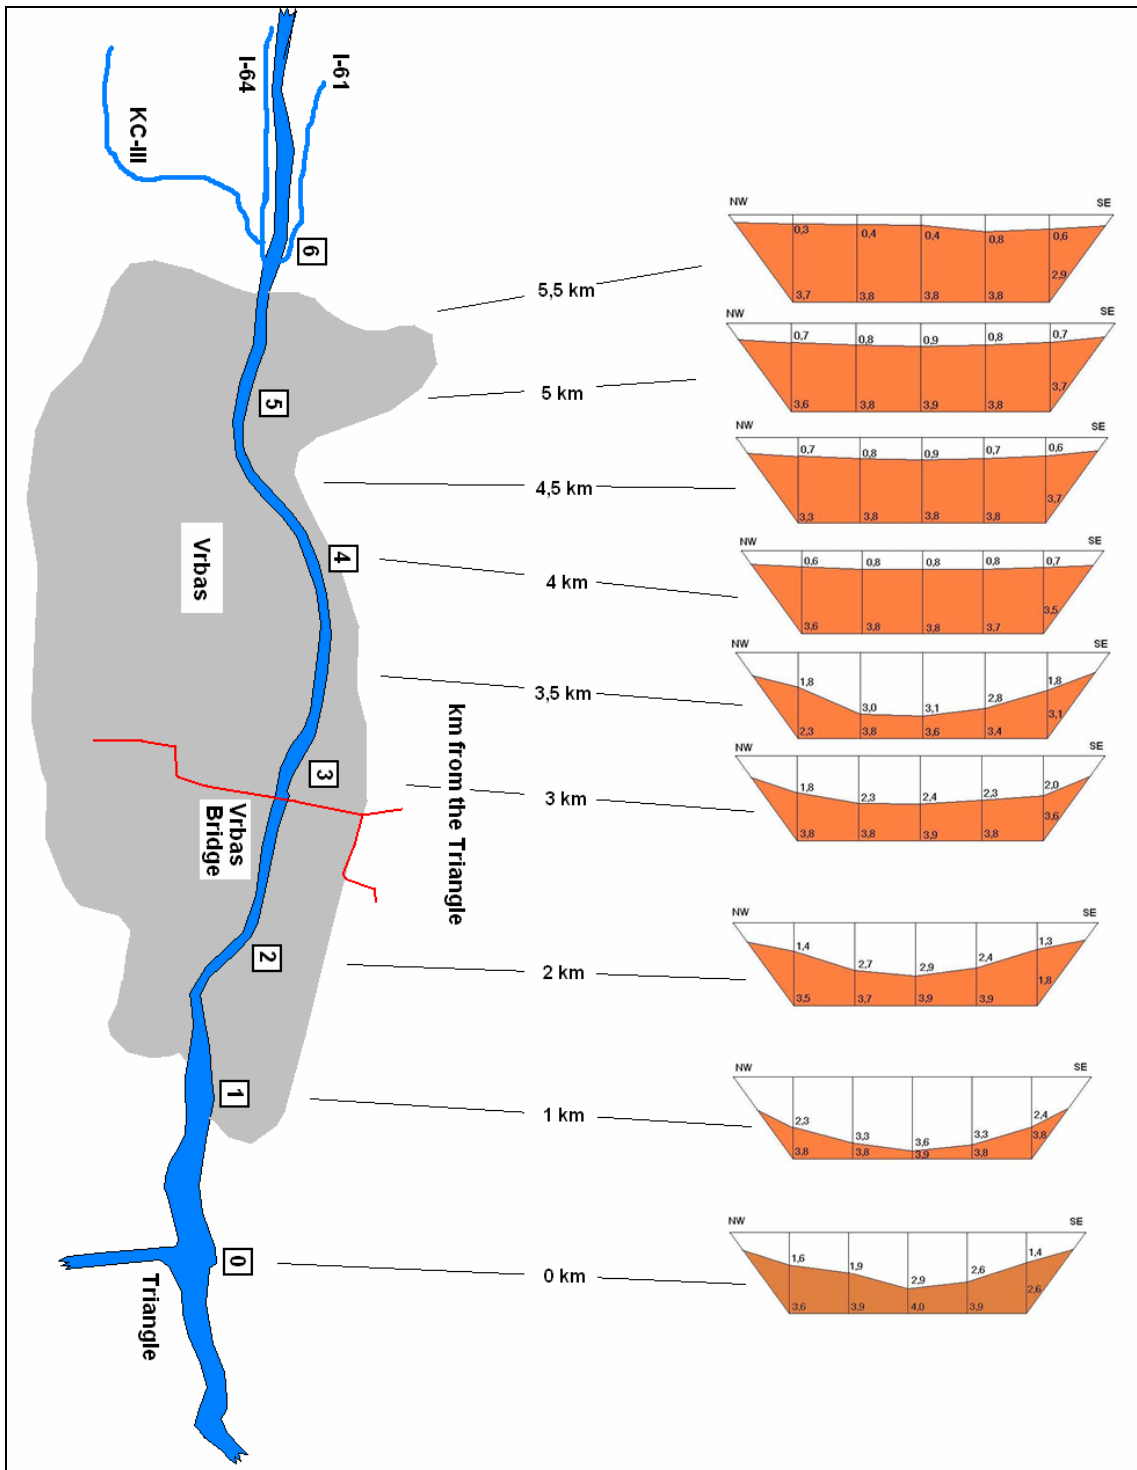 I-64
I-61
KC-III
6
5
Vrbas
4
3
Vrbas
Bridge
km from the Triangle
2
1
0
Triangle
5,5 km
NW SE
0,3 0,4 0,4 0,8 0,6
2,9
3,7 3,8 3,8 3,8
5 km
NW SE
0,7 0,8 0,9 0,8 0,7
3,7
3,6 3,8 3,9 3,8
4,5 km
NW SE
0,7 0,8 0,9 0,7 0,6
3,7
3,3 3,8 3,8 3,8
4 km
NW SE
0,6 0,8 0,8 0,8 0,7
3,5
3,6 3,8 3,8 3,7
3,5 km
NW SE
1,8 3,0 3,1 2,8 1,8
3,1
2,3 3,8 3,6 3,4
3 km
NW SE
1,8 2,3 2,4 2,3 2,0
3,6
3,8 3,8 3,9 3,8
2 km
NW SE
1,4 2,7 2,9 2,4 1,3
1,8
3,5 3,7 3,9 3,9
1 km
NW SE
2,3 3,3 3,6 3,3 2,4
3,8
3,8 3,8 3,9 3,8
0 km
NW SE
1,6 1,9 2,9 2,6 1,4
2,6
3,6 3,9 4,0 3,9